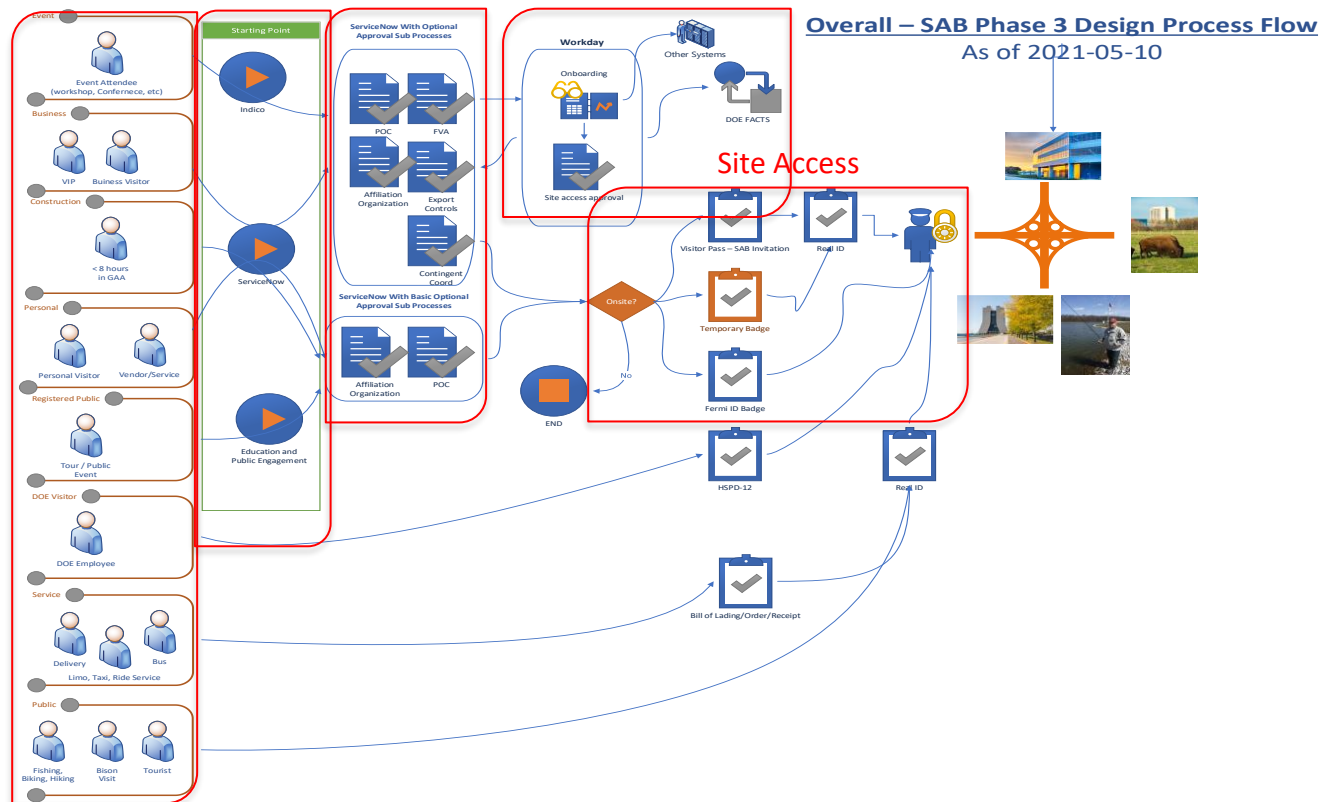 Overall – SAB Phase 3 Design Process Flow
As of 2021-05-10
Event
Event Attendee
(workshop, Confernece, etc)
Business
VIP
Buiness Visitor
Construction
< 8 hours
in GAA
Personal
Personal Visitor
Vendor/Service
Registered Public
Tour / Public
Event
DOE Visitor
DOE Employee
Service
Delivery
Bus
Limo, Taxi, Ride Service
Public
Fishing,
Biking, Hiking
Bison
Visit
Tourist
Starting Point
Indico
ServiceNow
Education and
Public Engagement
ServiceNow With Optional
Approval Sub Processes
POC
FVA
Affiliation
Organization
Export
Controls
Contingent
Coord
ServiceNow With Basic Optional
Approval Sub Processes
Affiliation
Organization
POC
Workday
Onboarding
Site access approval
Other Systems
DOE FACTS
Site Access
Onsite?
No
END
Visitor Pass – SAB Invitation
Real ID
Temporary Badge
Fermi ID Badge
HSPD-12
Real ID
Bill of Lading/Order/Receipt